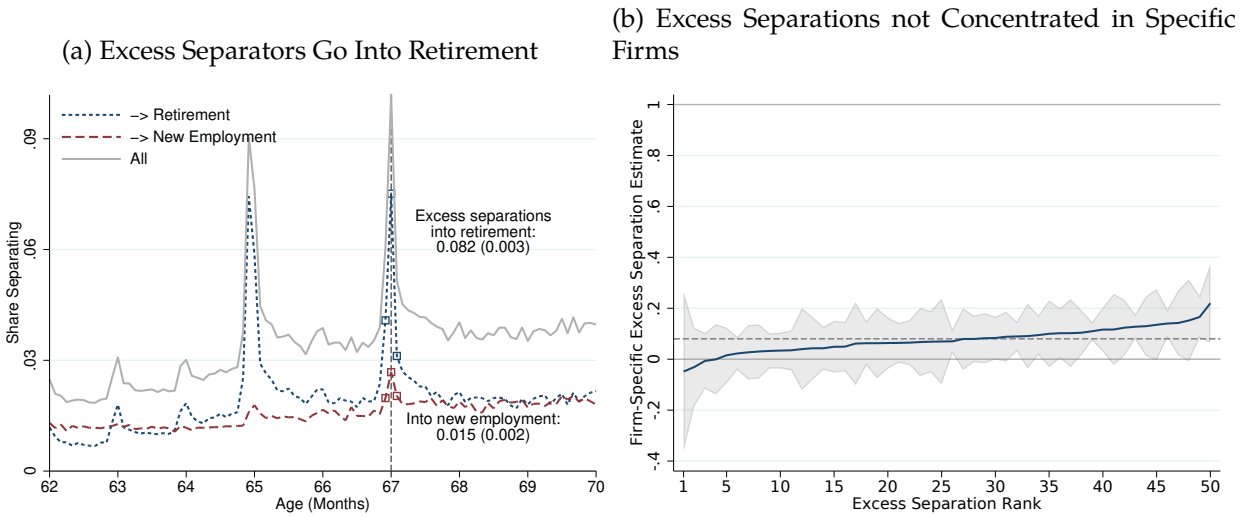 (a) Excess Separators Go Into Retirement
–> Retirement
–> New Employment
All
Share Separating
.09
.06
.03
0
Excess separations
into retirement:
0.082 (0.003)
Into new employment:
0.015 (0.002)
62 63 64 65 66 67 68 69 70
Age (Months)
(b) Excess Separations not Concentrated in Specific
Firms
Firm-Specific Excess Separation Estimate
1
.8
.6
.4
.2
0
-.2
-.4
1 5 10 15 20 25 30 35 40 45 50
Excess Separation Rank